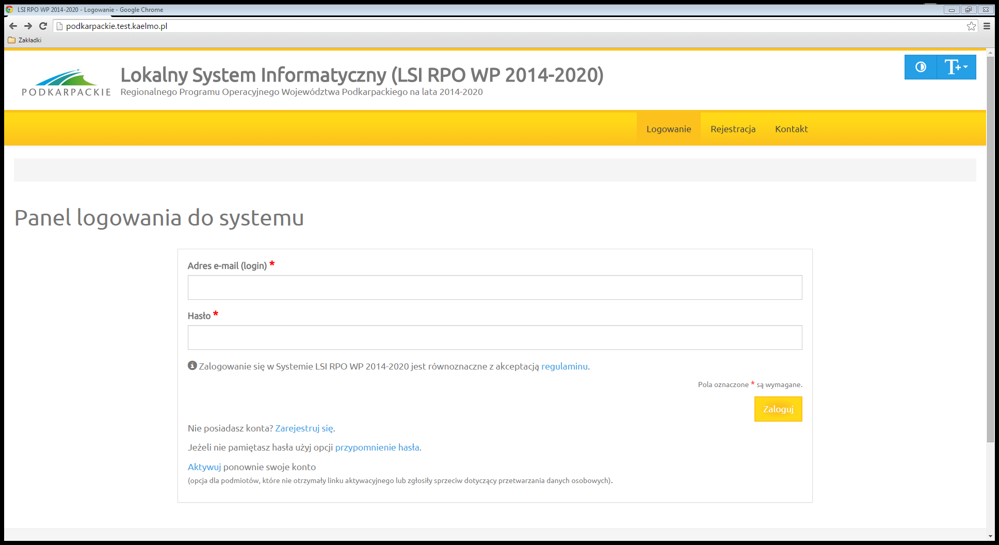 LSI RPO WP 2014-2020 - Logowanie - Google Chrome
podkarpackie.test.kaelmo.pl
Zakładki
PODKARPACKIE
Lokalny System Informatyczny (LSI RPO WP 2014-2020)
Regionalnego Programu Operacyjnego Województwa Podkarpackiego na lata 2014-2020
T+
Logowanie Rejestracja Kontakt
Panel logowania do systemu
Adres e-mail (login) *
Hasło *
Zalogowanie się w Systemie LSI RPO WP 2014-2020 jest równoznaczne z akceptacją regulaminu.
Pola oznaczone * są wymagane.
Zaloguj
Nie posiadasz konta? Zarejestruj się.
Jeżeli nie pamiętasz hasła użyj opcji przypomnienie hasła.
Aktywuj ponownie swoje konto
(opcja dla podmiotów, które nie otrzymały linku aktywacyjnego lub zgłosiły sprzeciw dotyczący przetwarzania danych osobowych).